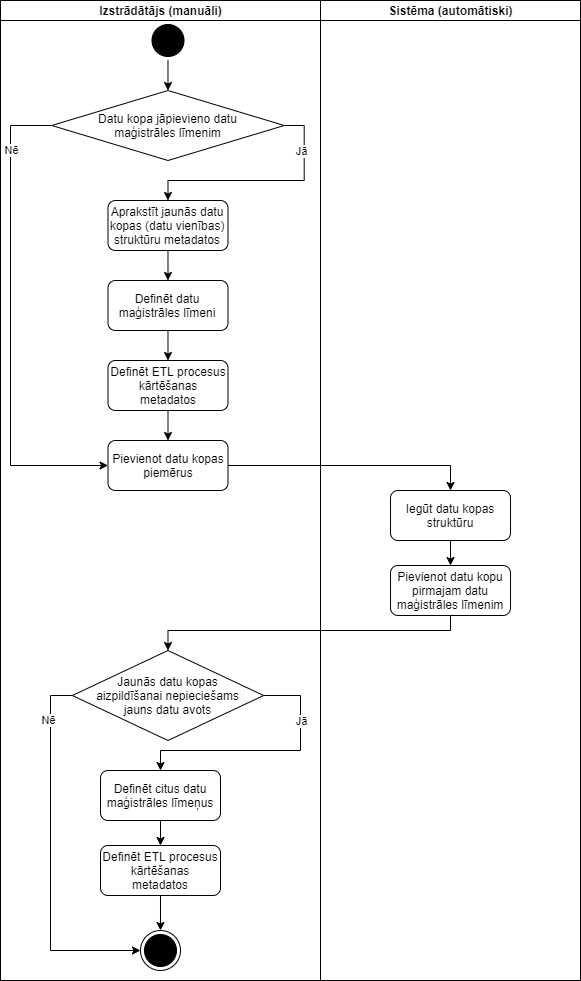 Izstrādātājs (manuāli)
Sistēma (automātiski)
Datu kopa jāpievieno datu
maģistrāles līmenim
Nē
Jā
Aprakstīt jaunās datu
kopas (datu vienības)
struktūru metadatos
Definēt datu
maģistrāles līmeni
Definēt ETL procesus
kārtēšanas
metadatos
Pievienot datu kopas
piemērus
Iegūt datu kopas
struktūru
Pievienot datu kopu
pirmajam datu
maģistrāles līmenim
Jaunās datu kopas
aizpildīšanai nepieciešams
jauns datu avots
Nē
Jā
Definēt citus datu
maģistrāles līmeņus
Definēt ETL procesus
kārtēšanas
metadatos